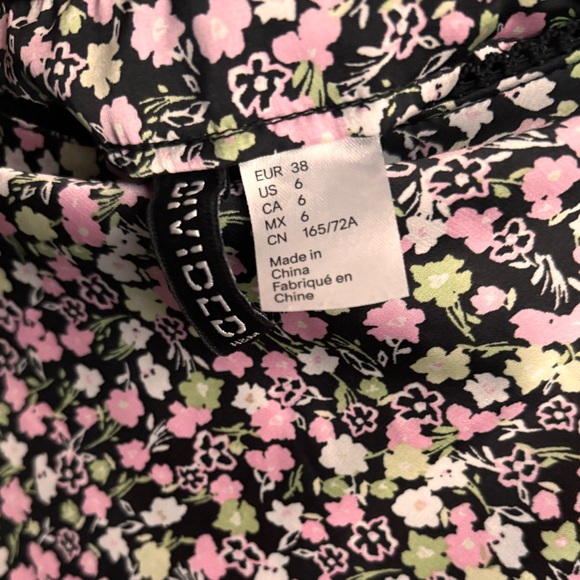 EUR 38
US 6
CA 6
MX 6
CN 165/72A
Made in
China
Fabriqué en
Chine
DIVIDED
H&M